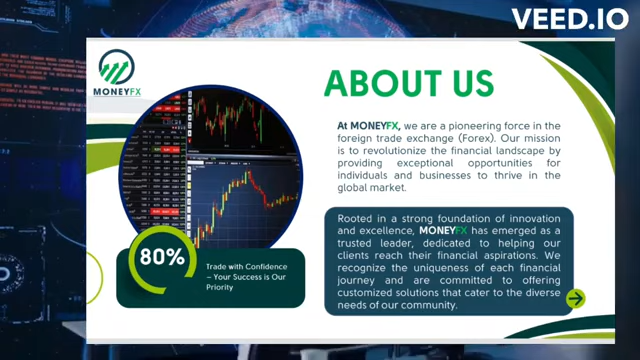 VEED.IO
MONEYFX
ABOUT US
At MONEYFX, we are a pioneering force in the
foreign trade exchange (Forex). Our mission
is to revolutionize the financial landscape by
providing exceptional opportunities for
individuals and businesses to thrive in the
global market.
Rooted in a strong foundation of innovation
and excellence, MONEYFX has emerged as a
trusted leader, dedicated to helping our
clients reach their financial aspirations. We
recognize the uniqueness of each financial
journey and are committed to offering
customized solutions that cater to the diverse
needs of our community.
80%
Trade with Confidence
– Your Success is Our
Priority